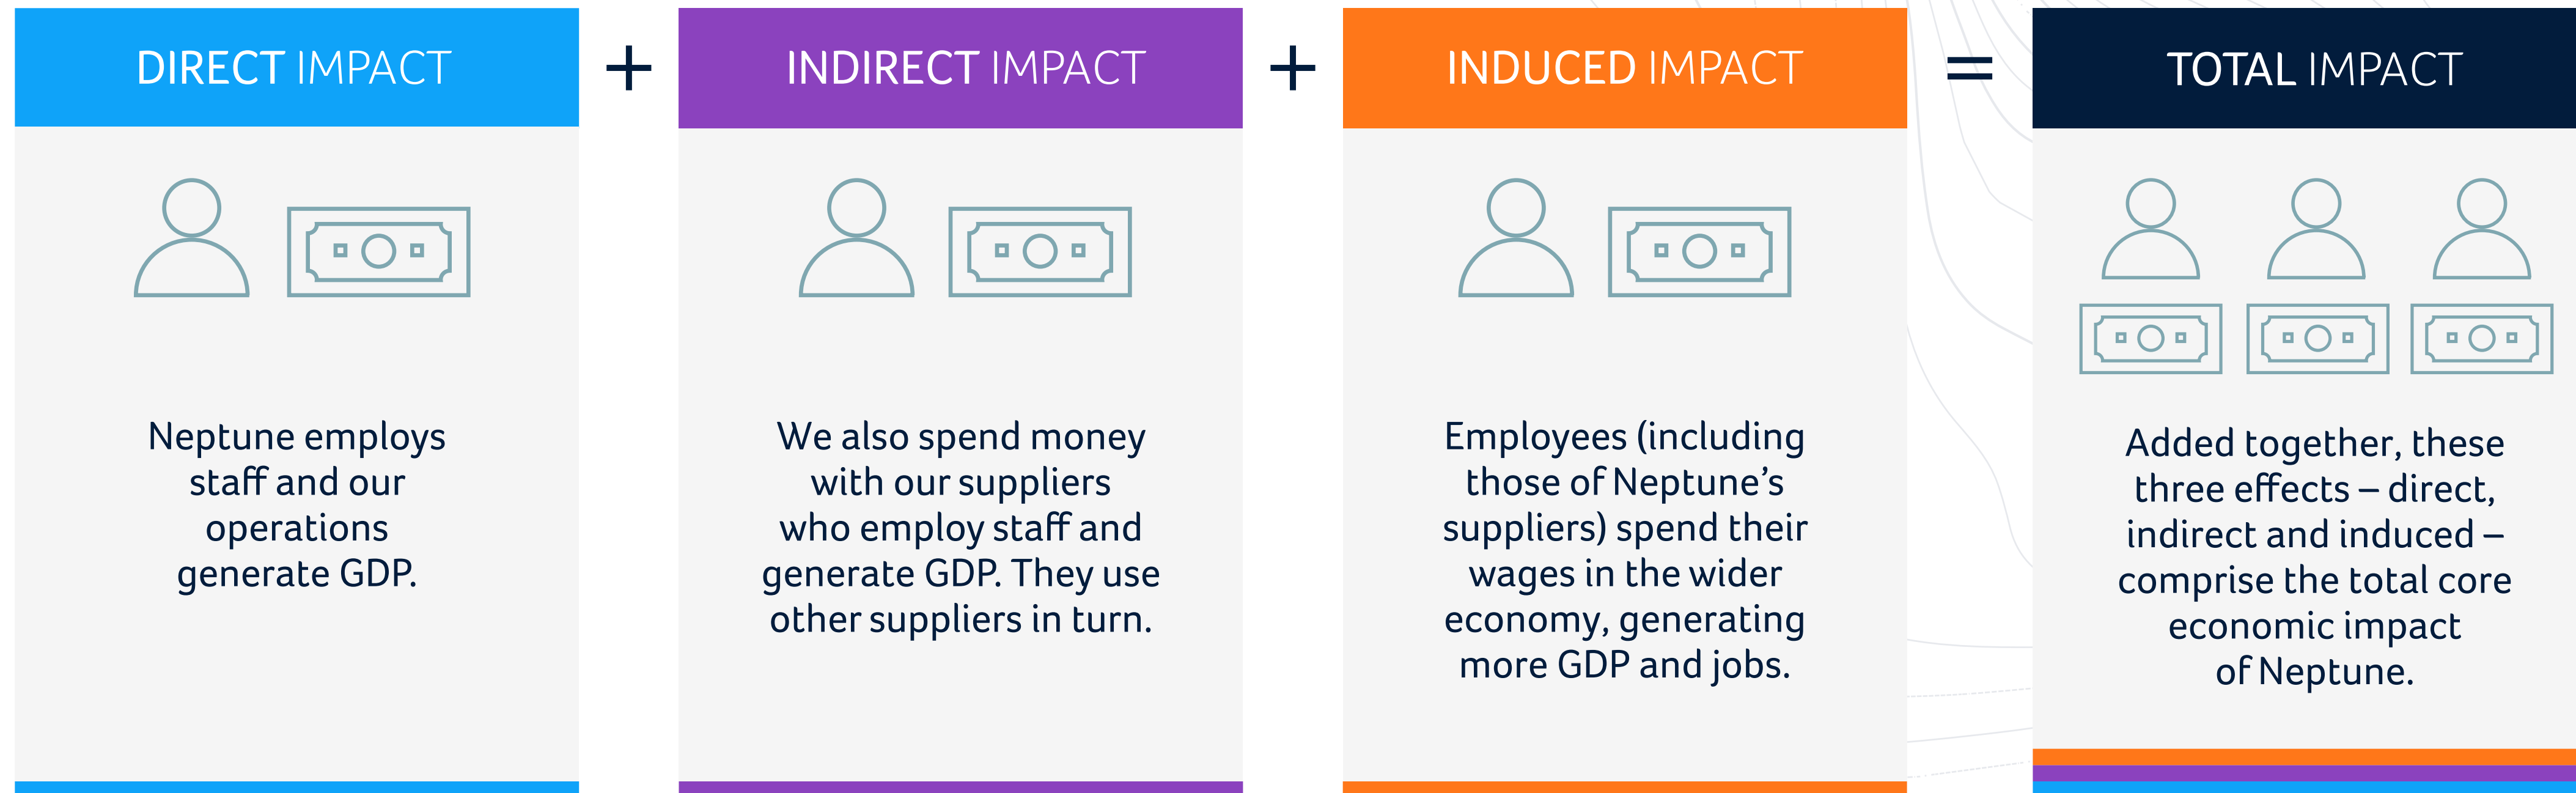 DIRECT IMPACT
+
INDIRECT IMPACT
+
INDUCED IMPACT
=
TOTAL IMPACT
Neptune employs
staff and our
operations
generate GDP.
We also spend money
with our suppliers
who employ staff and
generate GDP. They use
other suppliers in turn.
Employees (including
those of Neptune’s
suppliers) spend their
wages in the wider
economy, generating
more GDP and jobs.
Added together, these
three effects – direct,
indirect and induced –
comprise the total core
economic impact
of Neptune.